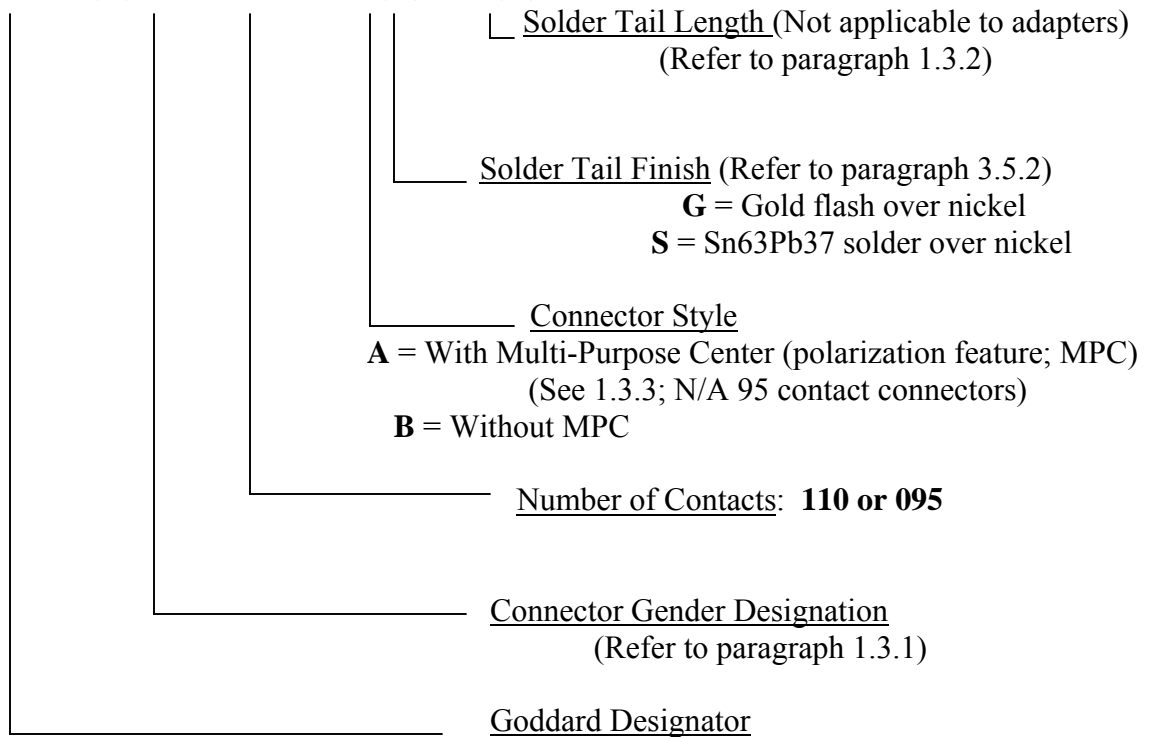 Solder Tail Length (Not applicable to adapters)
(Refer to paragraph 1.3.2)
Solder Tail Finish (Refer to paragraph 3.5.2)
G = Gold flash over nickel
S = Sn63Pb37 solder over nickel
Connector Style
A = With Multi-Purpose Center (polarization feature; MPC)
(See 1.3.3; N/A 95 contact connectors)
B = Without MPC
Number of Contacts: 110 or 095
Connector Gender Designation
(Refer to paragraph 1.3.1)
Goddard Designator